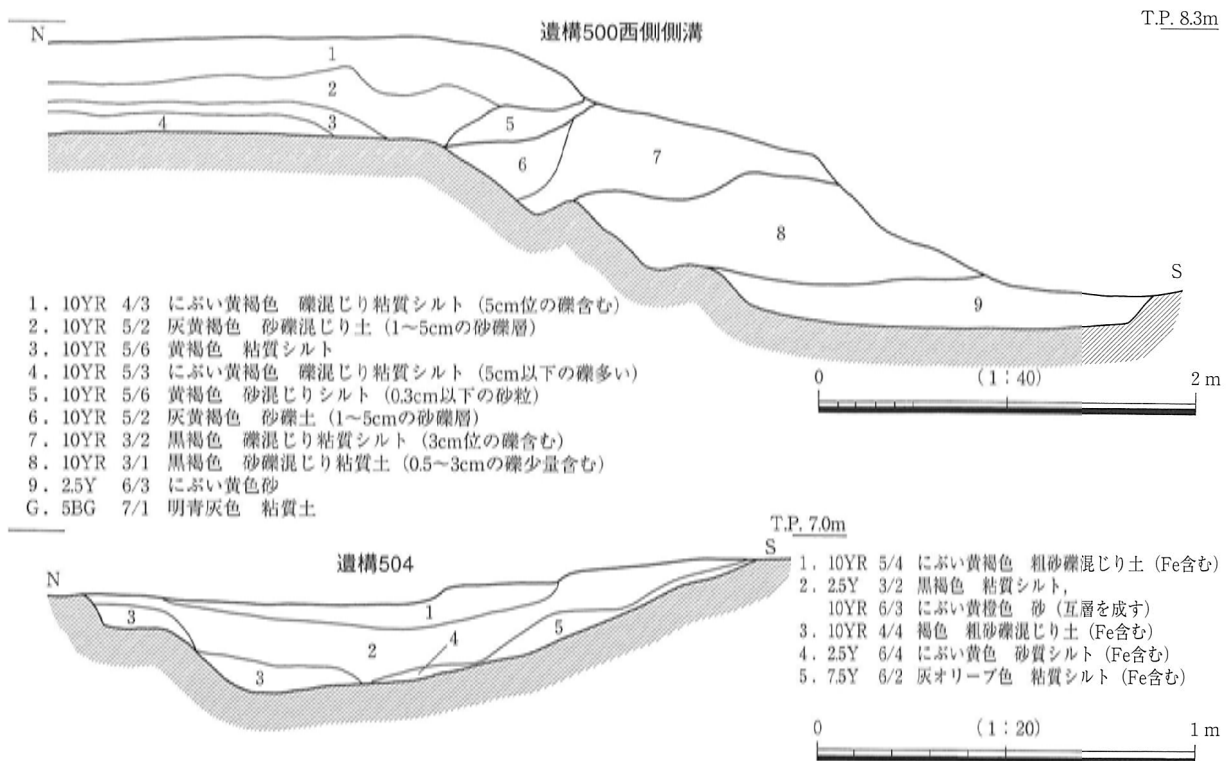 T.P. 8.3m
N
遺構500西側側溝
1
2
3
4
5
6
7
8
9
S
1. 10YR 4/3 にぶい黄褐色 礫混じり粘質シルト (5cm位の礫含む)
2. 10YR 5/2 灰黄褐色 砂礫混じり土 (1〜5cmの砂礫層)
3. 10YR 5/6 黄褐色 粘質シルト
4. 10YR 5/3 にぶい黄褐色 礫混じり粘質シルト (5cm以下の礫多い)
5. 10YR 5/6 黄褐色 砂混じりシルト (0.3cm以下の砂粒)
6. 10YR 5/2 灰黄褐色 砂礫土 (1〜5cmの砂礫層)
7. 10YR 3/2 黒褐色 礫混じり粘質シルト (3cm位の礫含む)
8. 10YR 3/1 黒褐色 砂礫混じり粘質土 (0.5〜3cmの礫少量含む)
9. 2.5Y 6/3 にぶい黄色砂
G. 5BG 7/1 明青灰色 粘質土
0 (1:40) 2m
T.P. 7.0m
N
遺構504
S
1
2
3
3
4
5
1. 10YR 5/4 にぶい黄褐色 粗砂礫混じり土 (Fe含む)
2. 2.5Y 3/2 黒褐色 粘質シルト,
10YR 6/3 にぶい黄橙色 砂 (互層を成す)
3. 10YR 4/4 褐色 粗砂礫混じり土 (Fe含む)
4. 2.5Y 6/4 にぶい黄色 砂質シルト (Fe含む)
5. 7.5Y 6/2 灰オリーブ色 粘質シルト (Fe含む)
0 (1:20) 1m